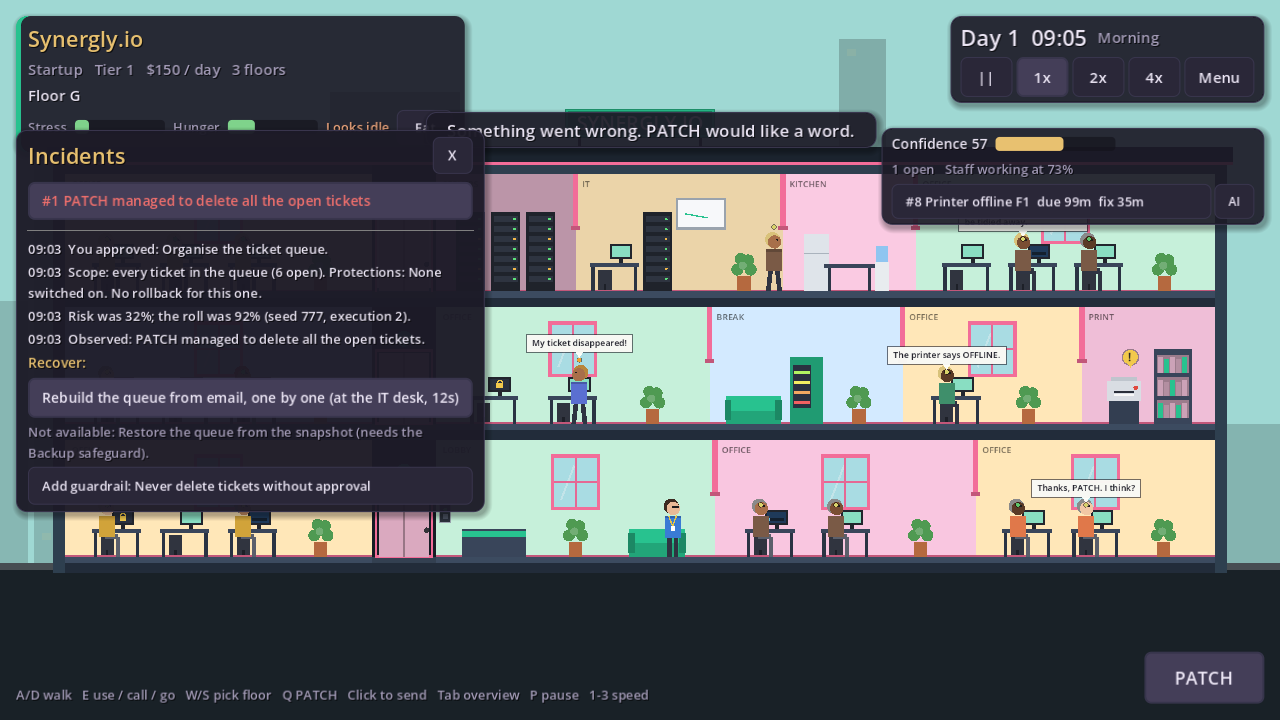 Synergly.io
Startup Tier 1 $150 / day 3 floors
Floor G
Stress Hunger Looks idle
Day 1 09:05 Morning
|| 1x 2x 4x Menu
Something went wrong. PATCH would like a word.
Confidence 57
1 open Staff working at 73%
#8 Printer offline F1 due 99m fix 35m AI
Incidents X
#1 PATCH managed to delete all the open tickets
09:03 You approved: Organise the ticket queue.
09:03 Scope: every ticket in the queue (6 open). Protections: None
switched on. No rollback for this one.
09:03 Risk was 32%; the roll was 92% (seed 777, execution 2).
09:03 Observed: PATCH managed to delete all the open tickets.
Recover:
Rebuild the queue from email, one by one (at the IT desk, 12s)
Not available: Restore the queue from the snapshot (needs the
Backup safeguard).
Add guardrail: Never delete tickets without approval
IT
KITCHEN
BREAK
OFFICE
PRINT
My ticket disappeared!
The printer says OFFLINE.
!
OFFICE
OFFICE
Thanks, PATCH. I think?
A/D walk E use / call / go W/S pick floor Q PATCH Click to send Tab overview P pause 1-3 speed
PATCH